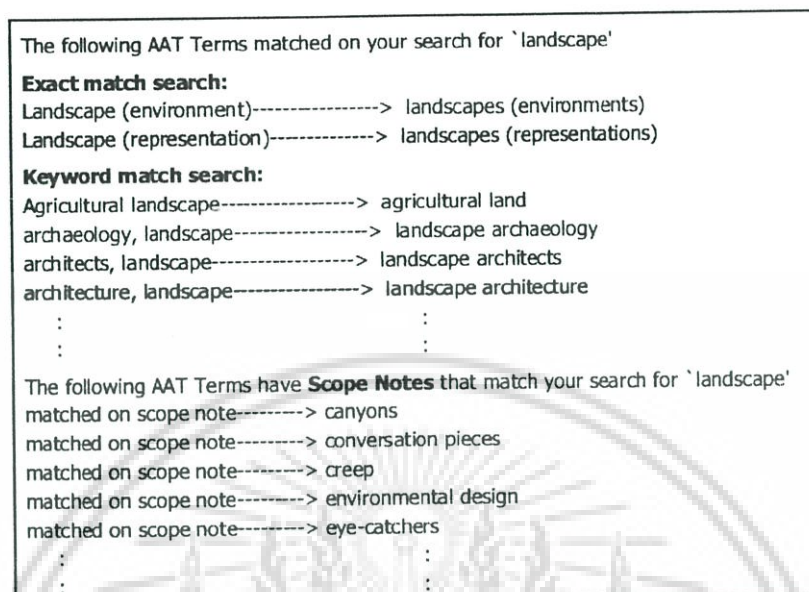 The following AAT Terms matched on your search for `landscape'
Exact match search:
Landscape (environment)-----------------> landscapes (environments)
Landscape (representation)--------------> landscapes (representations)
Keyword match search:
Agricultural landscape------------------> agricultural land
archaeology, landscape------------------> landscape archaeology
architects, landscape-------------------> landscape architects
architecture, landscape-----------------> landscape architecture
: :
: :
The following AAT Terms have Scope Notes that match your search for `landscape'
matched on scope note---------> canyons
matched on scope note---------> conversation pieces
matched on scope note---------> creep
matched on scope note---------> environmental design
matched on scope note---------> eye-catchers
: :
: :